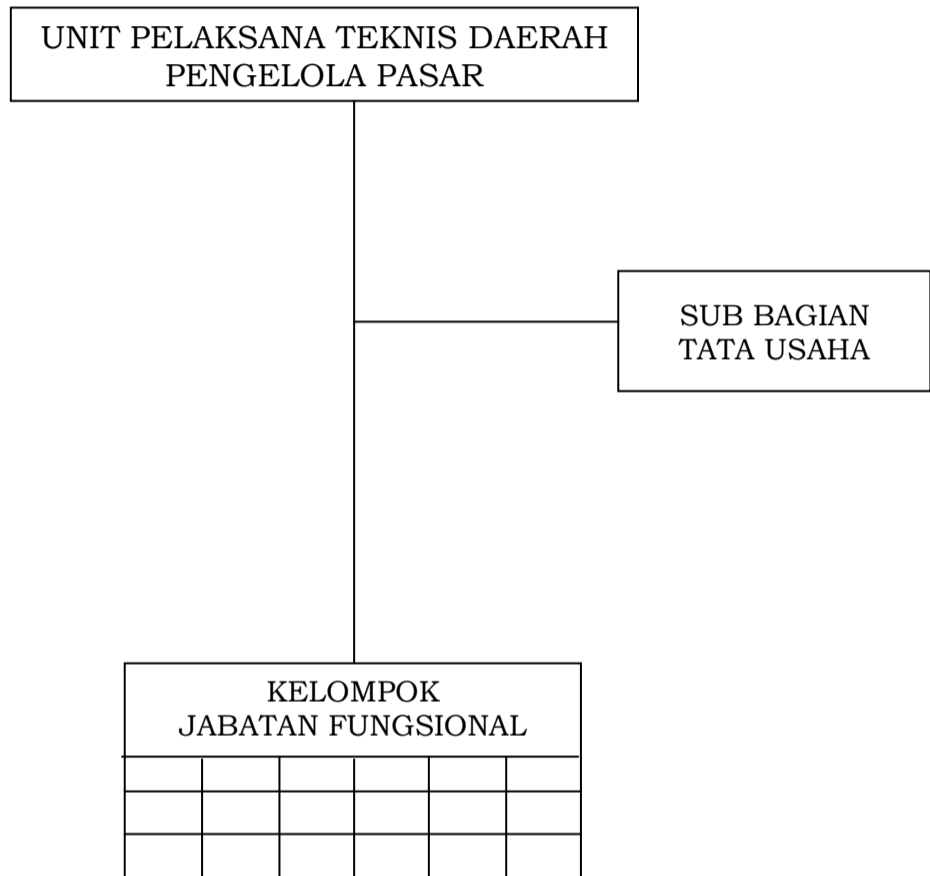 UNIT PELAKSANA TEKNIS DAERAH
PENGELOLA PASAR
SUB BAGIAN
TATA USAHA
KELOMPOK
JABATAN FUNGSIONAL